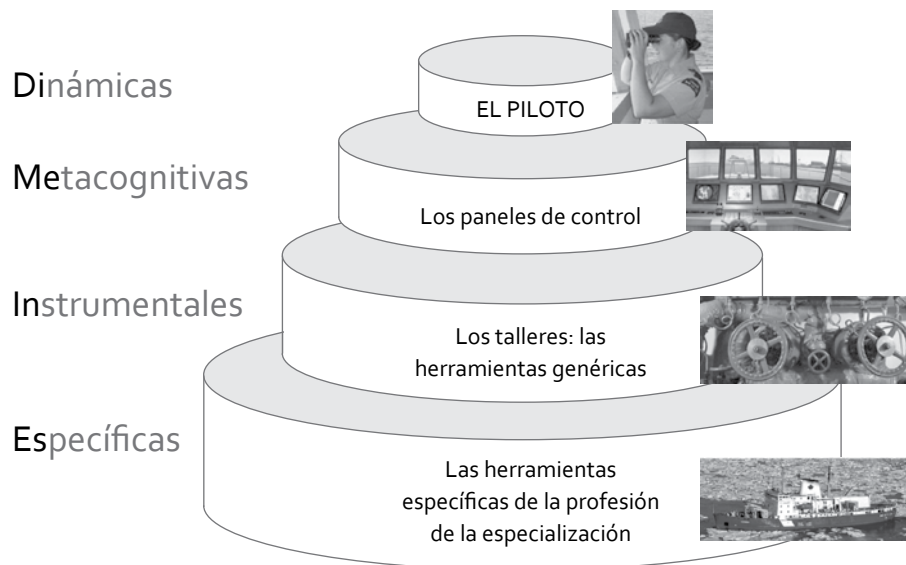 Dinámicas
EL PILOTO
Metacognitivas
Los paneles de control
Instrumentales
Los talleres: las
herramientas genéricas
Específicas
Las herramientas
específicas de la profesión
de la especialización